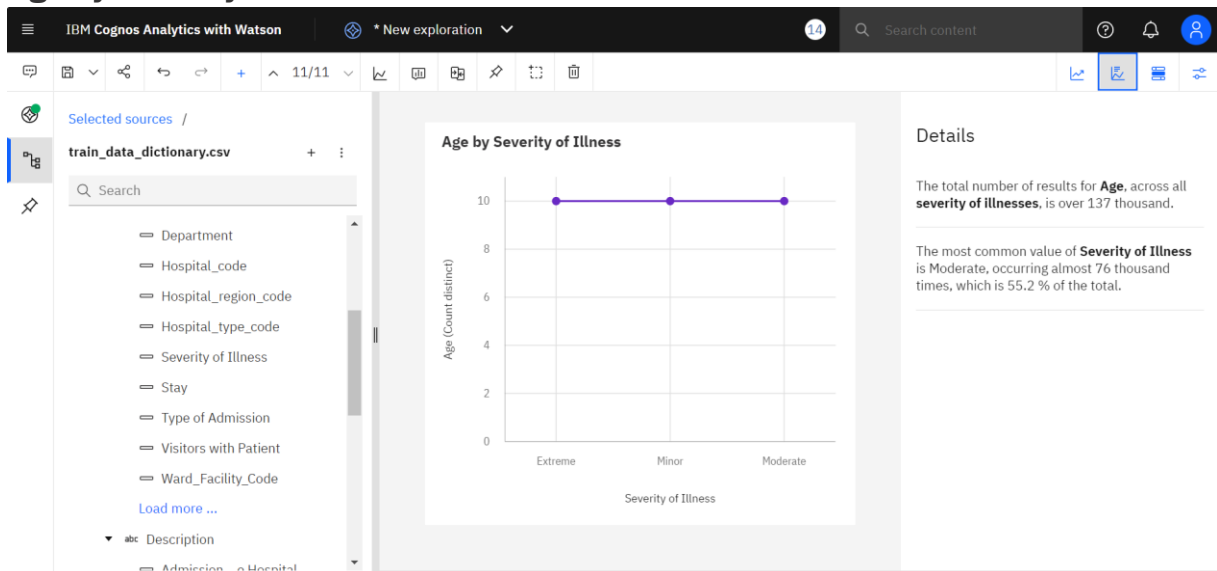 IBM Cognos Analytics with Watson
* New exploration
14
Search content
11/11
Selected sources /
train_data_dictionary.csv
Search
Department
Hospital_code
Hospital_region_code
Hospital_type_code
Severity of Illness
Stay
Type of Admission
Visitors with Patient
Ward_Facility_Code
Load more ...
abc Description
Age by Severity of Illness
Age (Count distinct)
10
8
6
4
2
0
Extreme Minor Moderate
Severity of Illness
Details
The total number of results for Age, across all
severity of illnesses, is over 137 thousand.
The most common value of Severity of Illness
is Moderate, occurring almost 76 thousand
times, which is 55.2 % of the total.